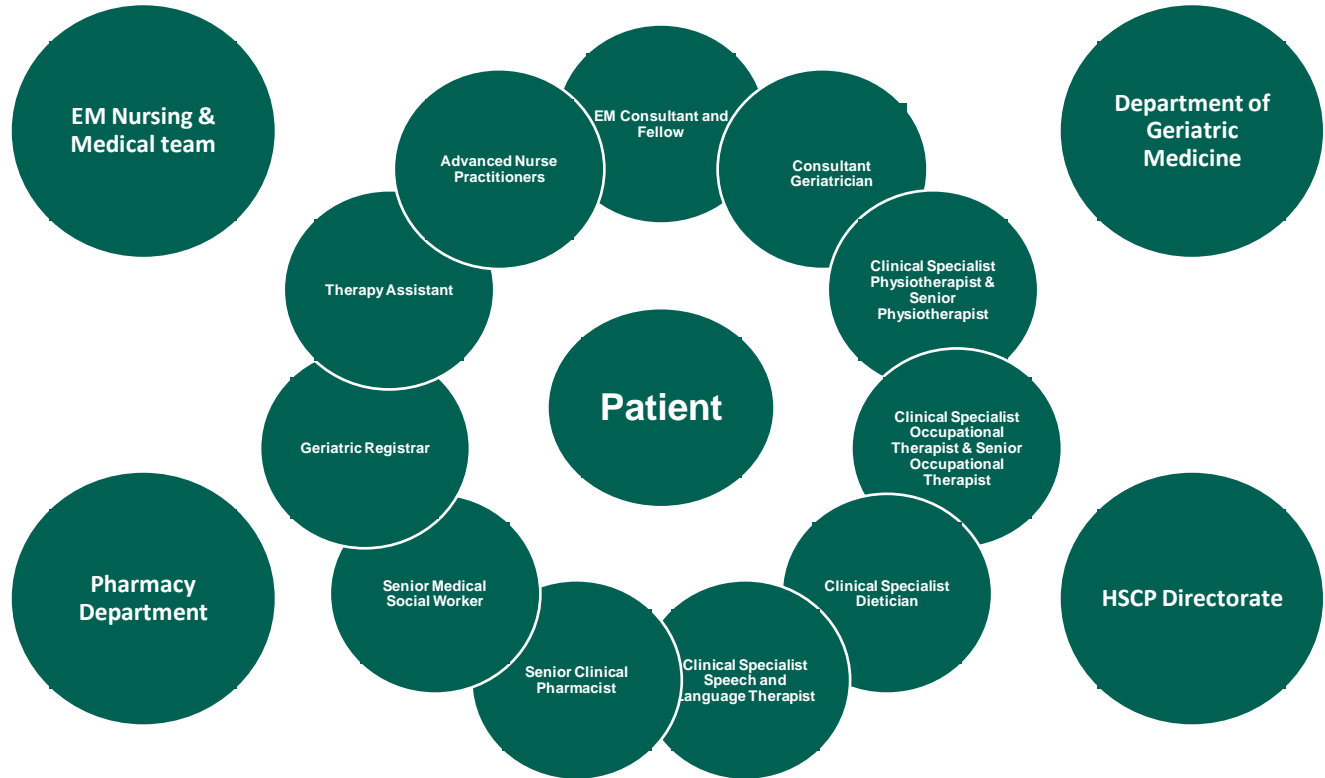 EM Nursing &
Medical team
EM Consultant and
Fellow
Department of
Geriatric
Medicine
Advanced Nurse
Practitioners
Consultant
Geriatrician
Therapy Assistant
Clinical Specialist
Physiotherapist &
Senior
Physiotherapist
Patient
Geriatric Registrar
Clinical Specialist
Occupational
Therapist & Senior
Occupational
Therapist
Pharmacy
Department
Senior Medical
Social Worker
Clinical Specialist
Dietician
HSCP Directorate
Senior Clinical
Pharmacist
Clinical Specialist
Speech and
Language Therapist